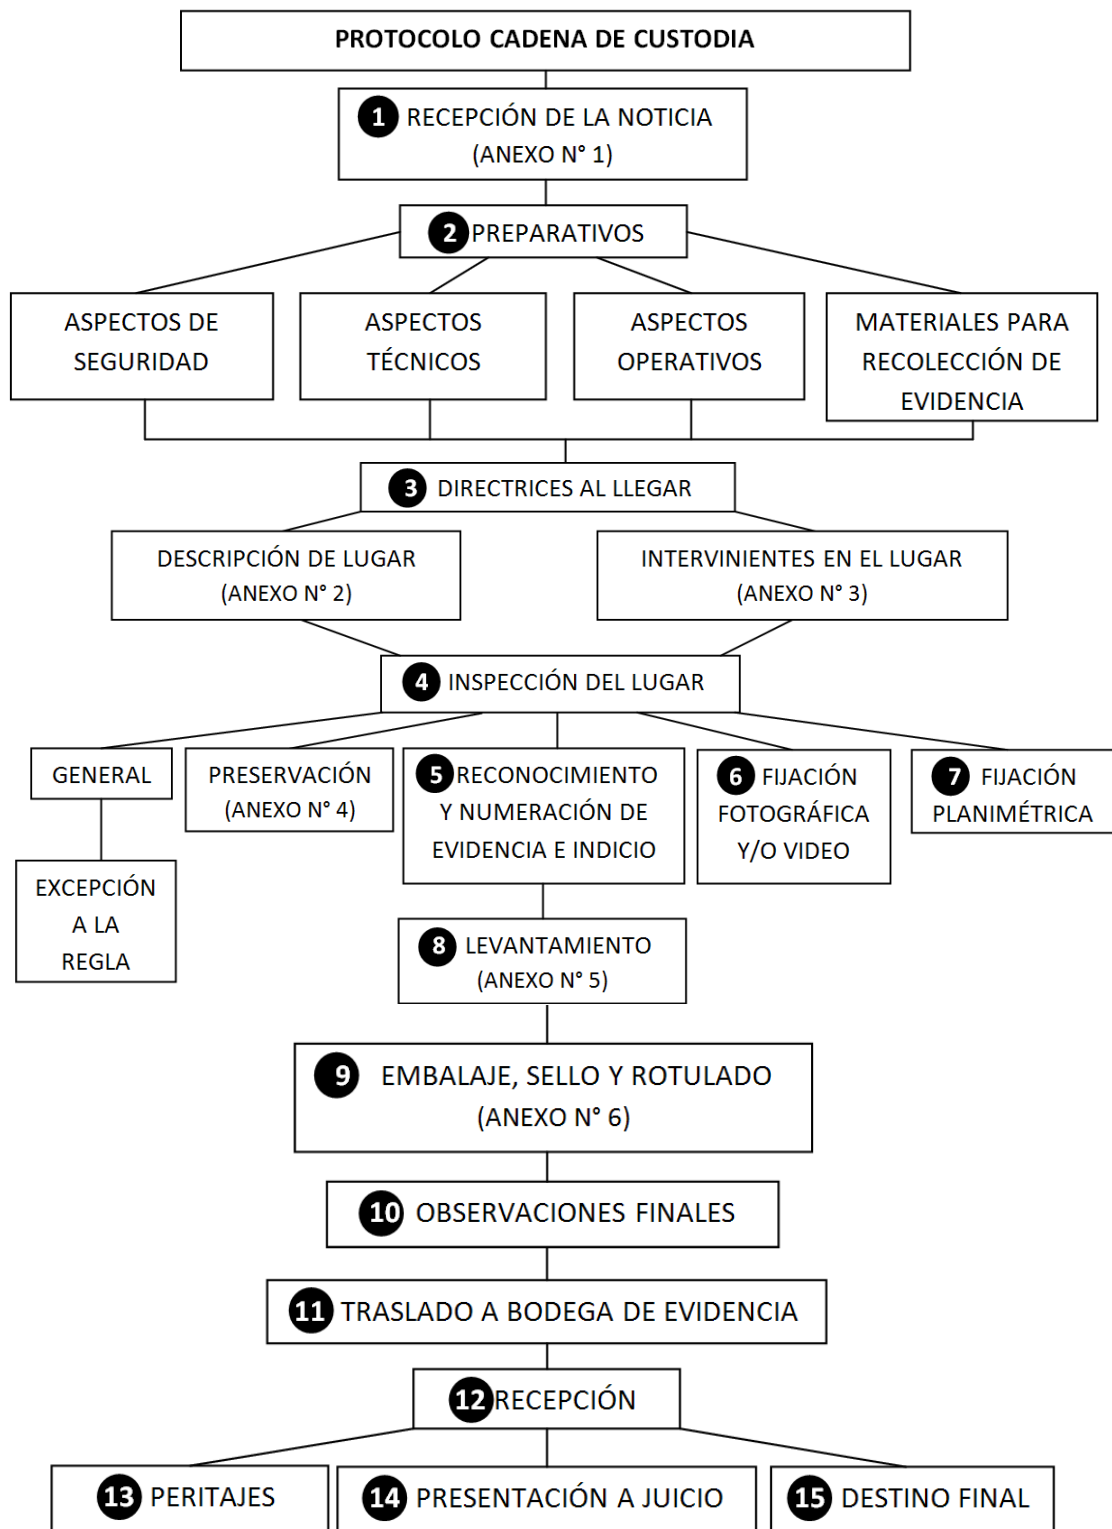 PROTOCOLO CADENA DE CUSTODIA
1 RECEPCIÓN DE LA NOTICIA
(ANEXO N° 1)
2 PREPARATIVOS
ASPECTOS DE
SEGURIDAD
ASPECTOS
TÉCNICOS
ASPECTOS
OPERATIVOS
MATERIALES PARA
RECOLECCIÓN DE
EVIDENCIA
3 DIRECTRICES AL LLEGAR
DESCRIPCIÓN DE LUGAR
(ANEXO N° 2)
INTERVINIENTES EN EL LUGAR
(ANEXO N° 3)
4 INSPECCIÓN DEL LUGAR
GENERAL
EXCEPCIÓN
A LA
REGLA
PRESERVACIÓN
(ANEXO N° 4)
5 RECONOCIMIENTO
Y NUMERACIÓN DE
EVIDENCIA E INDICIO
6 FIJACIÓN
FOTOGRÁFICA
Y/O VIDEO
7 FIJACIÓN
PLANIMÉTRICA
8 LEVANTAMIENTO
(ANEXO N° 5)
9 EMBALAJE, SELLO Y ROTULADO
(ANEXO N° 6)
10 OBSERVACIONES FINALES
11 TRASLADO A BODEGA DE EVIDENCIA
12 RECEPCIÓN
13 PERITAJES
14 PRESENTACIÓN A JUICIO
15 DESTINO FINAL